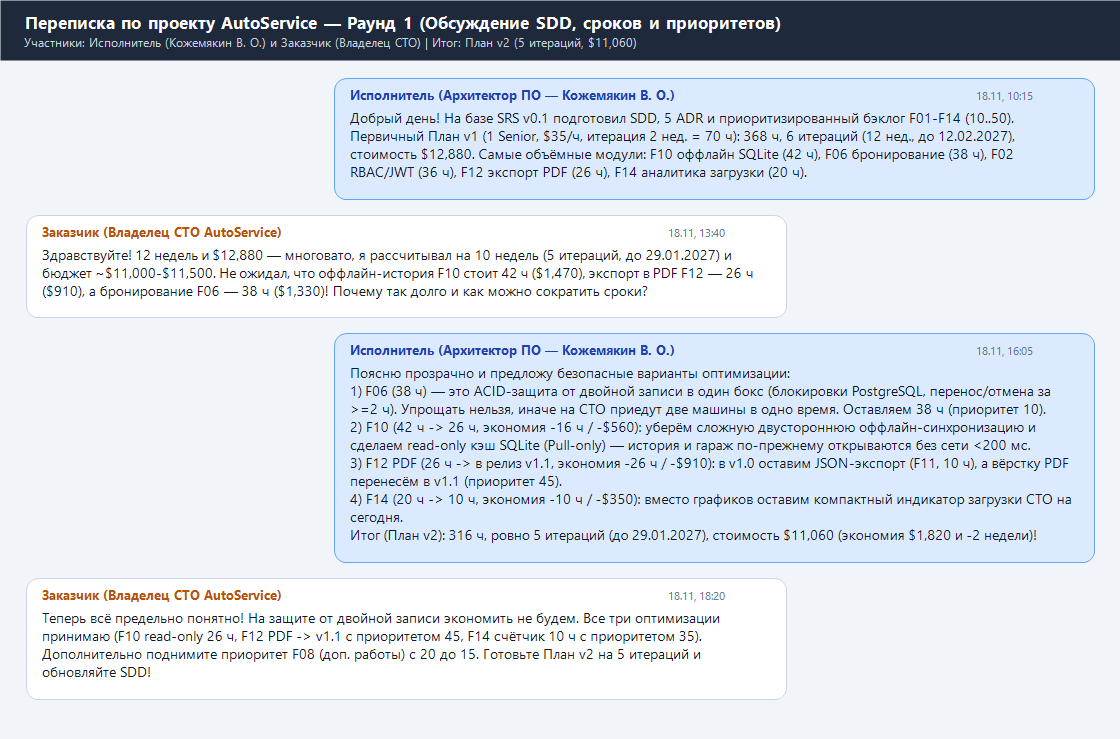 Переписка по проекту AutoService — Раунд 1 (Обсуждение SDD, сроков и приоритетов)
Участники: Исполнитель (Кожемякин В. О.) и Заказчик (Владелец СТО) | Итог: План v2 (5 итераций, $11,060)
Исполнитель (Архитектор ПО — Кожемякин В. О.) 18.11, 10:15
Добрый день! На базе SRS v0.1 подготовил SDD, 5 ADR и приоритизированный бэклог F01-F14 (10..50).
Первичный План v1 (1 Senior, $35/ч, итерация 2 нед. = 70 ч): 368 ч, 6 итераций (12 нед., до 12.02.2027),
стоимость $12,880. Самые объёмные модули: F10 оффлайн SQLite (42 ч), F06 бронирование (38 ч), F02
RBAC/JWT (36 ч), F12 экспорт PDF (26 ч), F14 аналитика загрузки (20 ч).
Заказчик (Владелец СТО AutoService) 18.11, 13:40
Здравствуйте! 12 недель и $12,880 — многовато, я рассчитывал на 10 недель (5 итераций, до 29.01.2027) и
бюджет ~$11,000-$11,500. Не ожидал, что оффлайн-история F10 стоит 42 ч ($1,470), экспорт в PDF F12 — 26 ч
($910), а бронирование F06 — 38 ч ($1,330)! Почему так долго и как можно сократить сроки?
Исполнитель (Архитектор ПО — Кожемякин В. О.) 18.11, 16:05
Поясню прозрачно и предложу безопасные варианты оптимизации:
1) F06 (38 ч) — это ACID-защита от двойной записи в один бокс (блокировки PostgreSQL, перенос/отмена за
>=2 ч). Упрощать нельзя, иначе на СТО приедут две машины в одно время. Оставляем 38 ч (приоритет 10).
2) F10 (42 ч -> 26 ч, экономия -16 ч / -$560): уберём сложную двустороннюю оффлайн-синхронизацию и
сделаем read-only кэш SQLite (Pull-only) — история и гараж по-прежнему открываются без сети <200 мс.
3) F12 PDF (26 ч -> в релиз v1.1, экономия -26 ч / -$910): в v1.0 оставим JSON-экспорт (F11, 10 ч), а вёрстку PDF
перенесём в v1.1 (приоритет 45).
4) F14 (20 ч -> 10 ч, экономия -10 ч / -$350): вместо графиков оставим компактный индикатор загрузки СТО на
сегодня.
Итог (План v2): 316 ч, ровно 5 итераций (до 29.01.2027), стоимость $11,060 (экономия $1,820 и -2 недели)!
Заказчик (Владелец СТО AutoService) 18.11, 18:20
Теперь всё предельно понятно! На защите от двойной записи экономить не будем. Все три оптимизации
принимаю (F10 read-only 26 ч, F12 PDF -> v1.1 с приоритетом 45, F14 счётчик 10 ч с приоритетом 35).
Дополнительно поднимите приоритет F08 (доп. работы) с 20 до 15. Готовьте План v2 на 5 итераций и
обновляйте SDD!